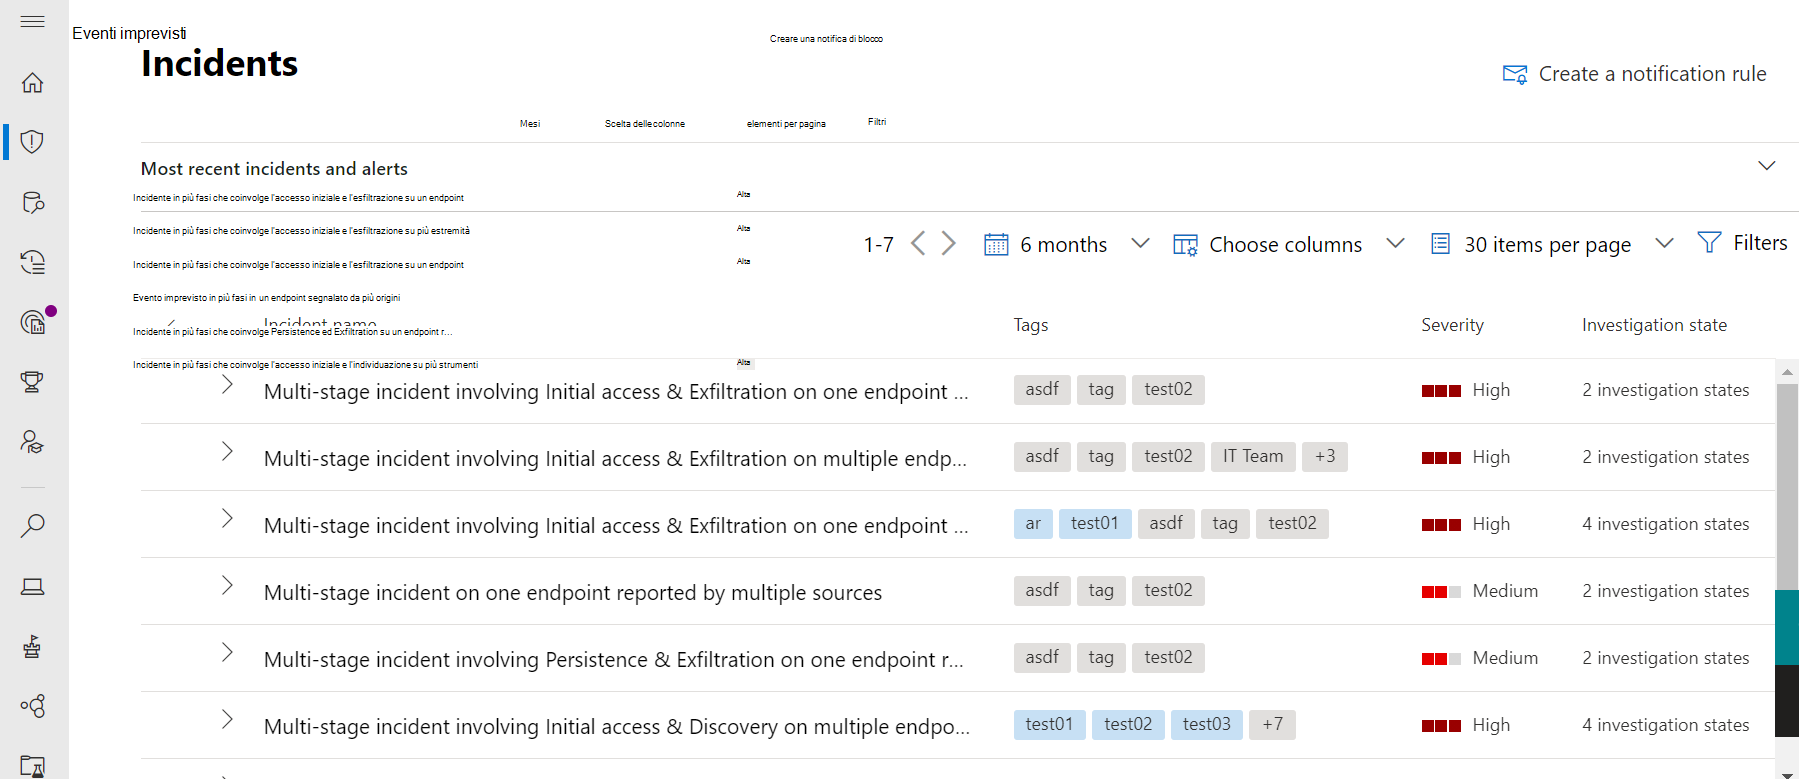 Eventi imprevisti
Creare una notifica di blocco
Incidents
Create a notification rule
Mesi
Scelta delle colonne
elementi per pagina
Filtri
Most recent incidents and alerts
Incidente in più fasi che coinvolge l'accesso iniziale e l'esfiltrazione su un endpoint
Alta
Incidente in più fasi che coinvolge l'accesso iniziale e l'esfiltrazione su più estremità
Alta
1-7
6 months
Choose columns
30 items per page
Filters
Incidente in più fasi che coinvolge l'accesso iniziale e l'esfiltrazione su un endpoint
Alta
Evento imprevisto in più fasi in un endpoint segnalato da più origini
Incident name
Tags
Severity
Investigation state
Incidente in più fasi che coinvolge Persistence ed Exfiltration su un endpoint r...
Incidente in più fasi che coinvolge l'accesso iniziale e l'individuazione su più strumenti
Alta
Multi-stage incident involving Initial access & Exfiltration on one endpoint ...
asdf tag test02
High
2 investigation states
Multi-stage incident involving Initial access & Exfiltration on multiple endp...
asdf tag test02 IT Team +3
High
2 investigation states
Multi-stage incident involving Initial access & Exfiltration on one endpoint ...
ar test01 asdf tag test02
High
4 investigation states
Multi-stage incident on one endpoint reported by multiple sources
asdf tag test02
Medium
2 investigation states
Multi-stage incident involving Persistence & Exfiltration on one endpoint r...
asdf tag test02
Medium
2 investigation states
Multi-stage incident involving Initial access & Discovery on multiple endpo...
test01 test02 test03 +7
High
4 investigation states